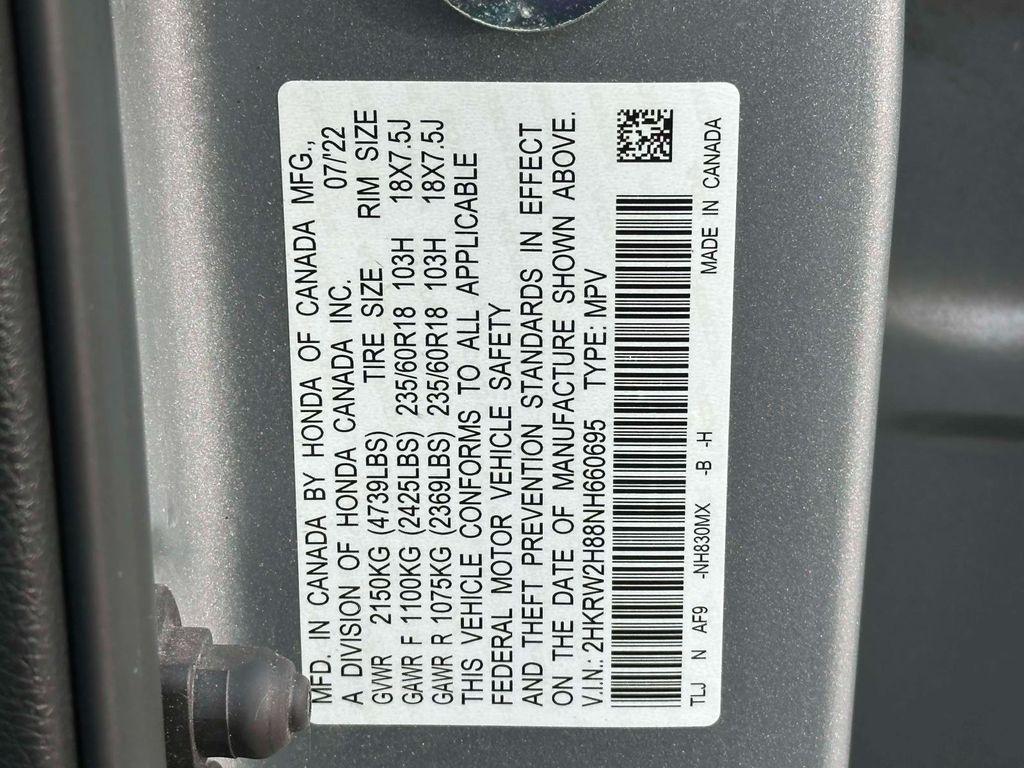 MFD. IN CANADA BY HONDA OF CANADA MFG.,
A DIVISION OF HONDA CANADA INC. 07/'22
GVWR 2150KG (4739LBS) TIRE SIZE RIM SIZE
GAWR F 1100KG (2425LBS) 235/60R18 103H 18X7.5J
GAWR R 1075KG (2369LBS) 235/60R18 103H 18X7.5J
THIS VEHICLE CONFORMS TO ALL APPLICABLE
FEDERAL MOTOR VEHICLE SAFETY
AND THEFT PREVENTION STANDARDS IN EFFECT
ON THE DATE OF MANUFACTURE SHOWN ABOVE.
V.I.N.: 2HKRW2H88NH660695 TYPE: MPV
TLJ N AF9 -NH830MX -B -H MADE IN CANADA